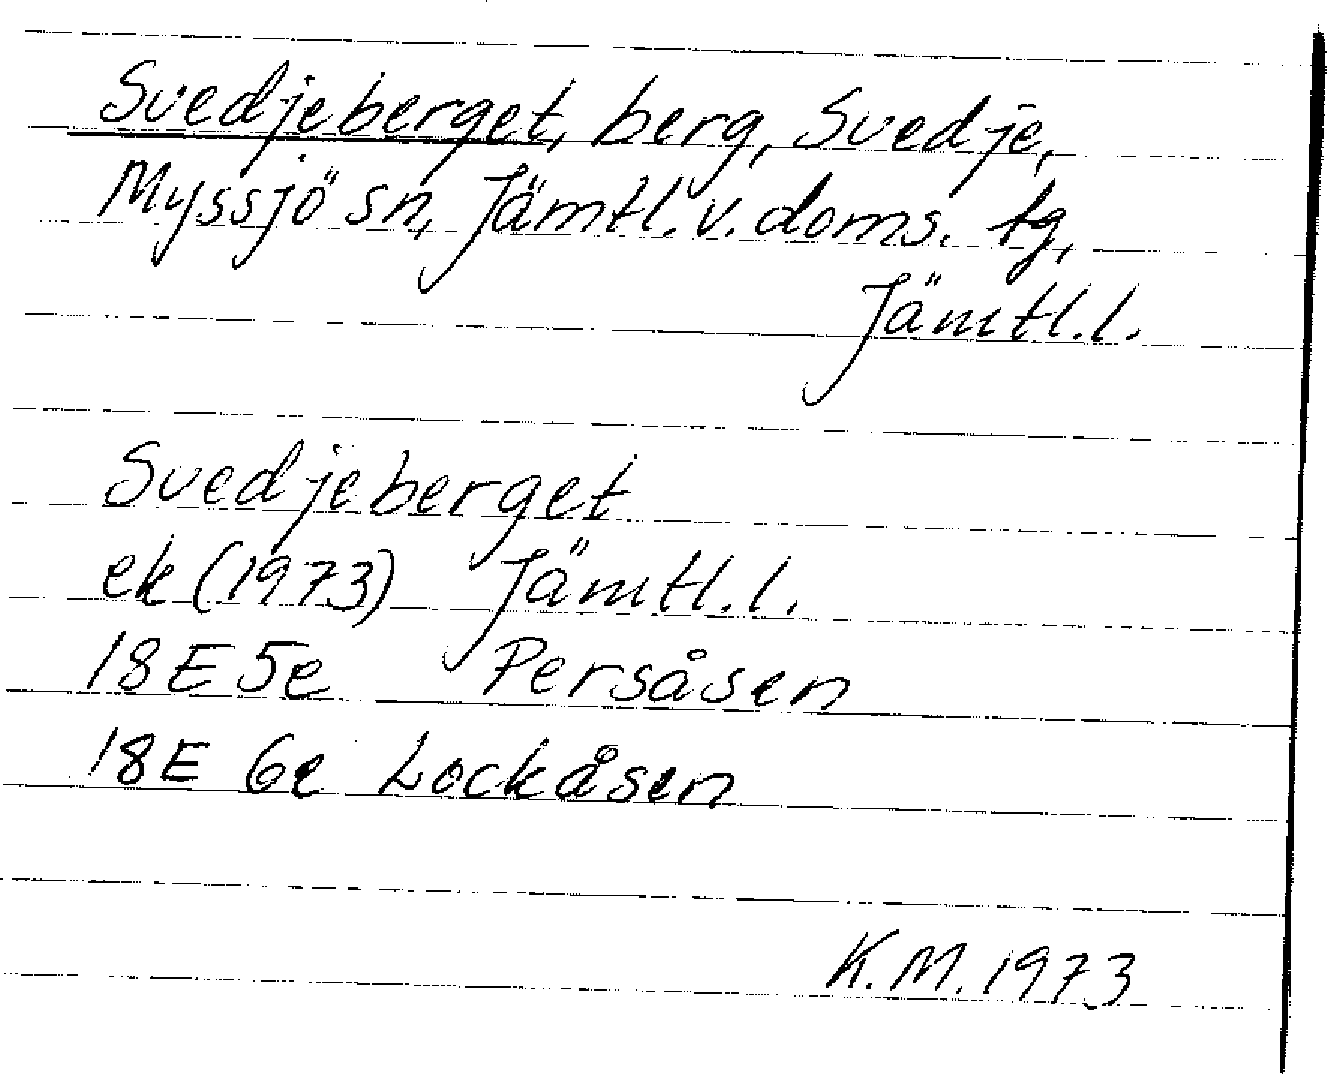 Svedjeberget, berg, Svedje,
Myssjö sn, Jämtl. v. doms. tg,
Jämtl.l.
Svedjeberget
ek (1973) Jämtl.l.
18E 5e Persåsen
18E 6e Lockåsen
K.M. 1973